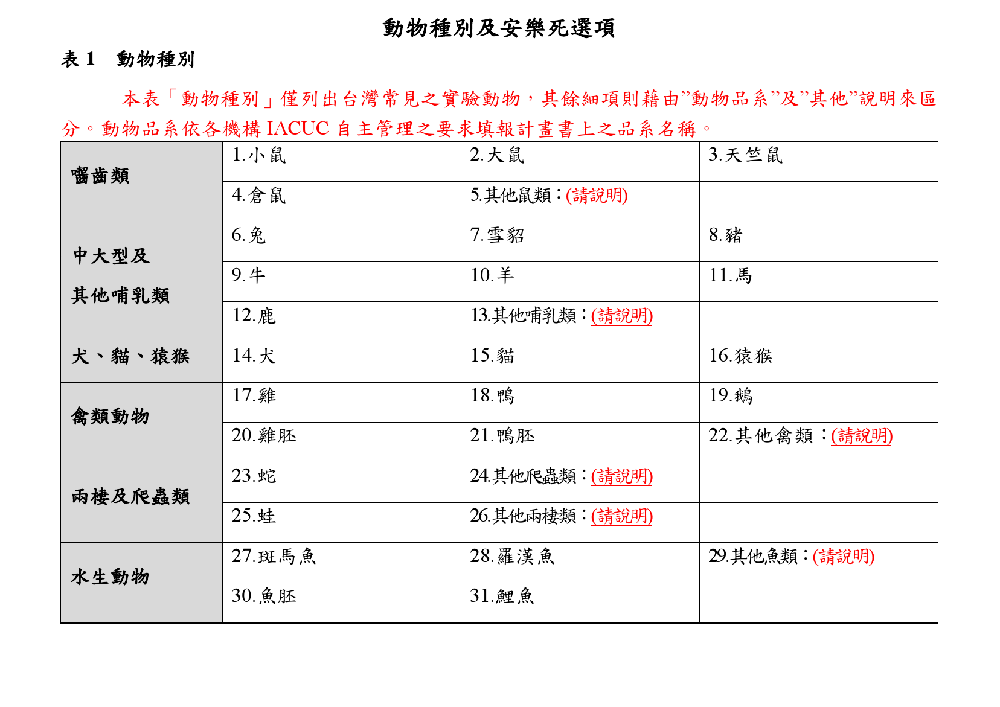 動物種別及安樂死選項
表 1　動物種別
本表「動物種別」僅列出台灣常見之實驗動物，其餘細項則藉由”動物品系”及”其他”說明來區
分。動物品系依各機構 IACUC 自主管理之要求填報計畫書上之品系名稱。
嚙齒類
1.小鼠 2.大鼠 3.天竺鼠
4.倉鼠 5.其他鼠類：(請說明)
中大型及
其他哺乳類
6.兔 7.雪貂 8.豬
9.牛 10.羊 11.馬
12.鹿 13.其他哺乳類：(請說明)
犬、貓、猿猴 14.犬 15.貓 16.猿猴
禽類動物
17.雞 18.鴨 19.鵝
20.雞胚 21.鴨胚 22.其他禽類：(請說明)
兩棲及爬蟲類
23.蛇 24.其他爬蟲類：(請說明)
25.蛙 26.其他兩棲類：(請說明)
水生動物
27.斑馬魚 28.羅漢魚 29.其他魚類：(請說明)
30.魚胚 31.鯉魚